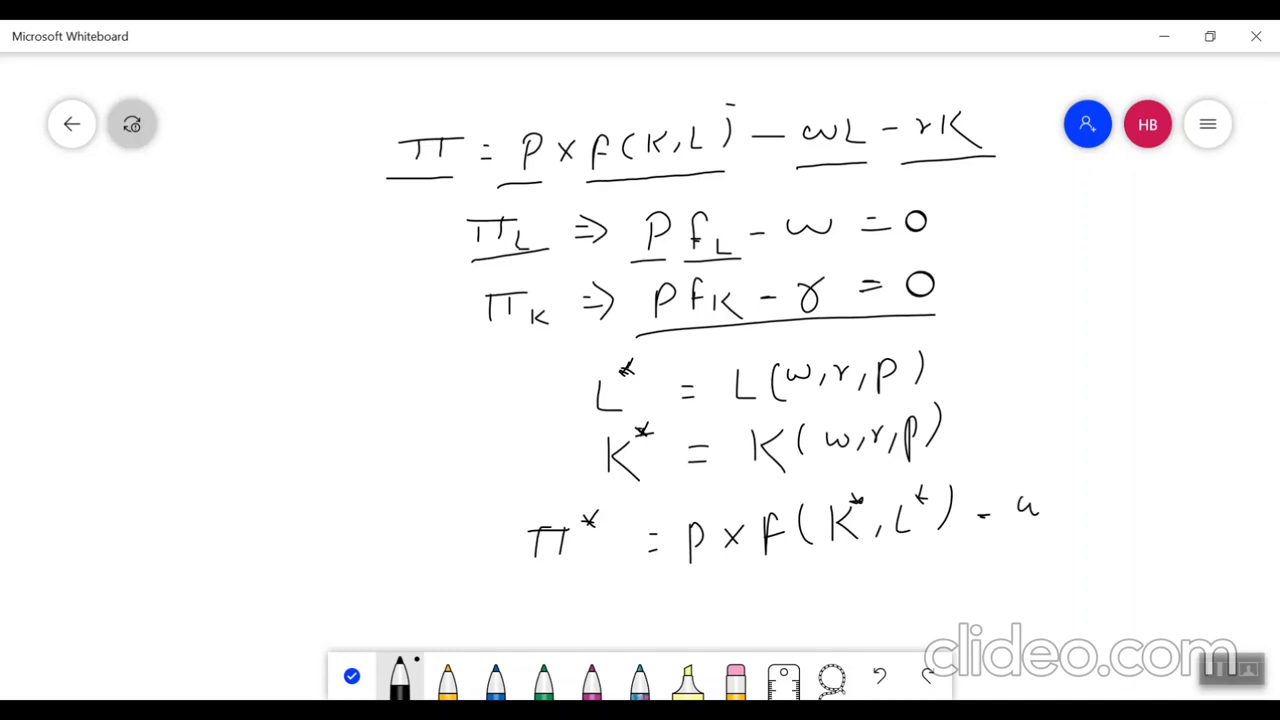 Microsoft Whiteboard
HB
π = P × f(K, L) - wL - rK
π_L ⇒ P f_L - w = 0
π_K ⇒ P f_K - r = 0
L* = L(w, r, P)
K* = K(w, r, P)
π* = P × f(K*, L*) -
clideo.com